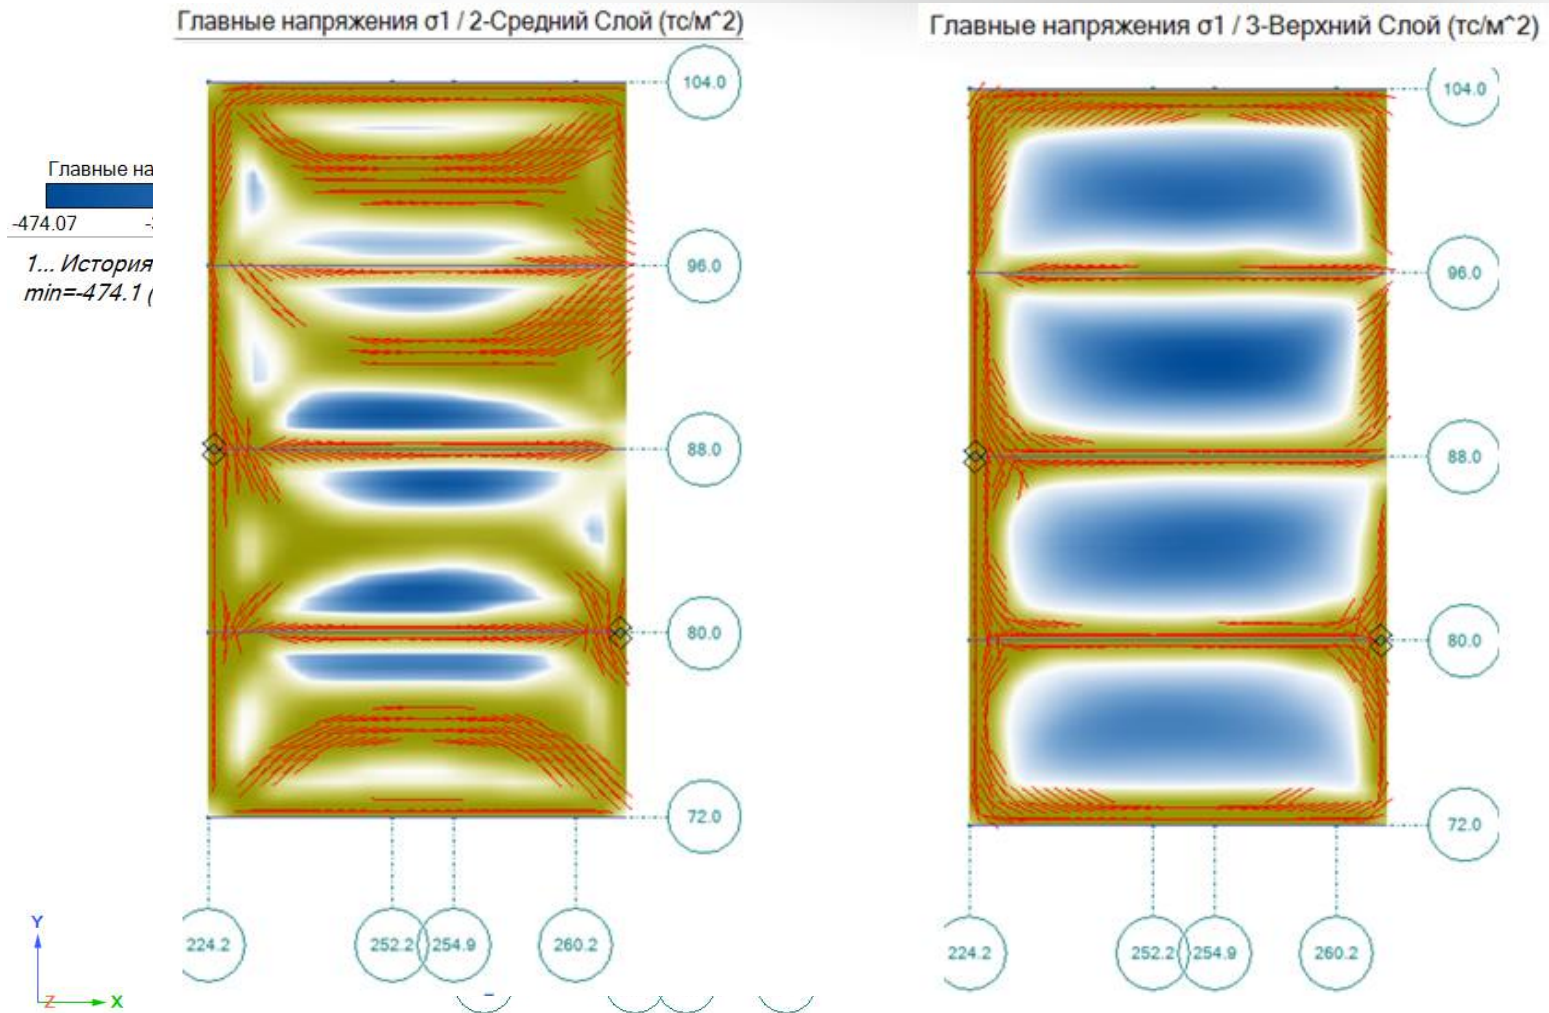 Главные напряжения σ1 / 2-Средний Слой (тс/м^2)
Главные напряжения σ1 / 3-Верхний Слой (тс/м^2)
Главные на
-474.07
1... История
min=-474.1 (
104.0
96.0
88.0
80.0
72.0
224.2
252.2
254.9
260.2
104.0
96.0
88.0
80.0
72.0
224.2
252.2
254.9
260.2
Y
Z
X